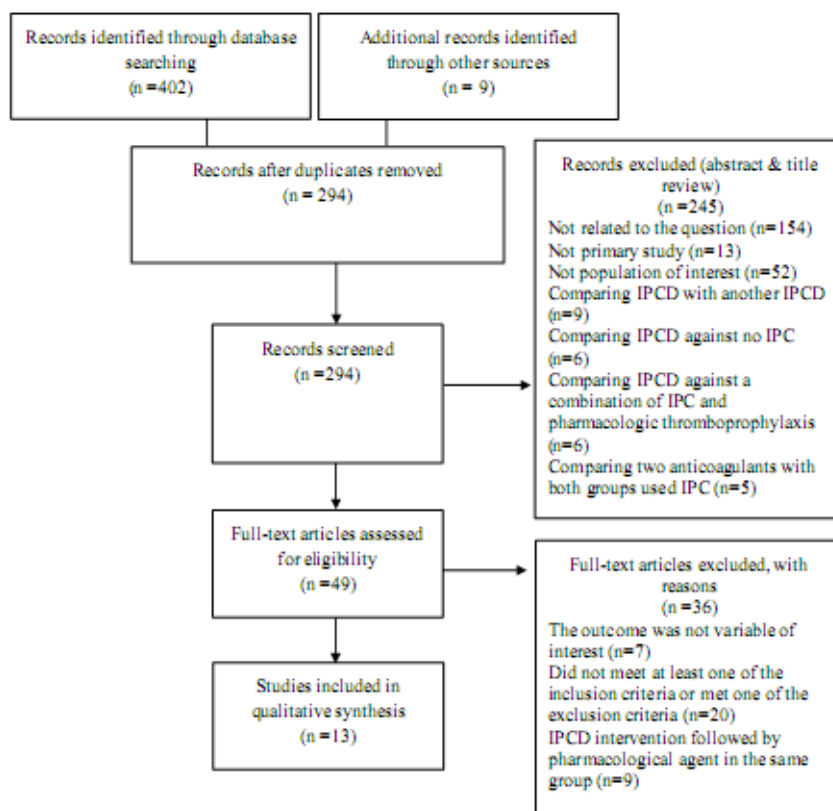 Records identified through database
searching
(n =402)
Additional records identified
through other sources
(n = 9)
Records after duplicates removed
(n = 294)
Records excluded (abstract & title
review)
(n =245)
Not related to the question (n=154)
Not primary study (n=13)
Not population of interest (n=52)
Comparing IPCD with another IPCD
(n=9)
Comparing IPCD against no IPC
(n=6)
Comparing IPCD against a
combination of IPC and
pharmacologic thromboprophylaxis
(n=6)
Comparing two anticoagulants with
both groups used IPC (n=5)
Records screened
(n =294)
Full-text articles assessed
for eligibility
(n =49)
Full-text articles excluded, with
reasons
(n =36)
The outcome was not variable of
interest (n=7)
Did not meet at least one of the
inclusion criteria or met one of the
exclusion criteria (n=20)
IPCD intervention followed by
pharmacological agent in the same
group (n=9)
Studies included in
qualitative synthesis
(n =13)